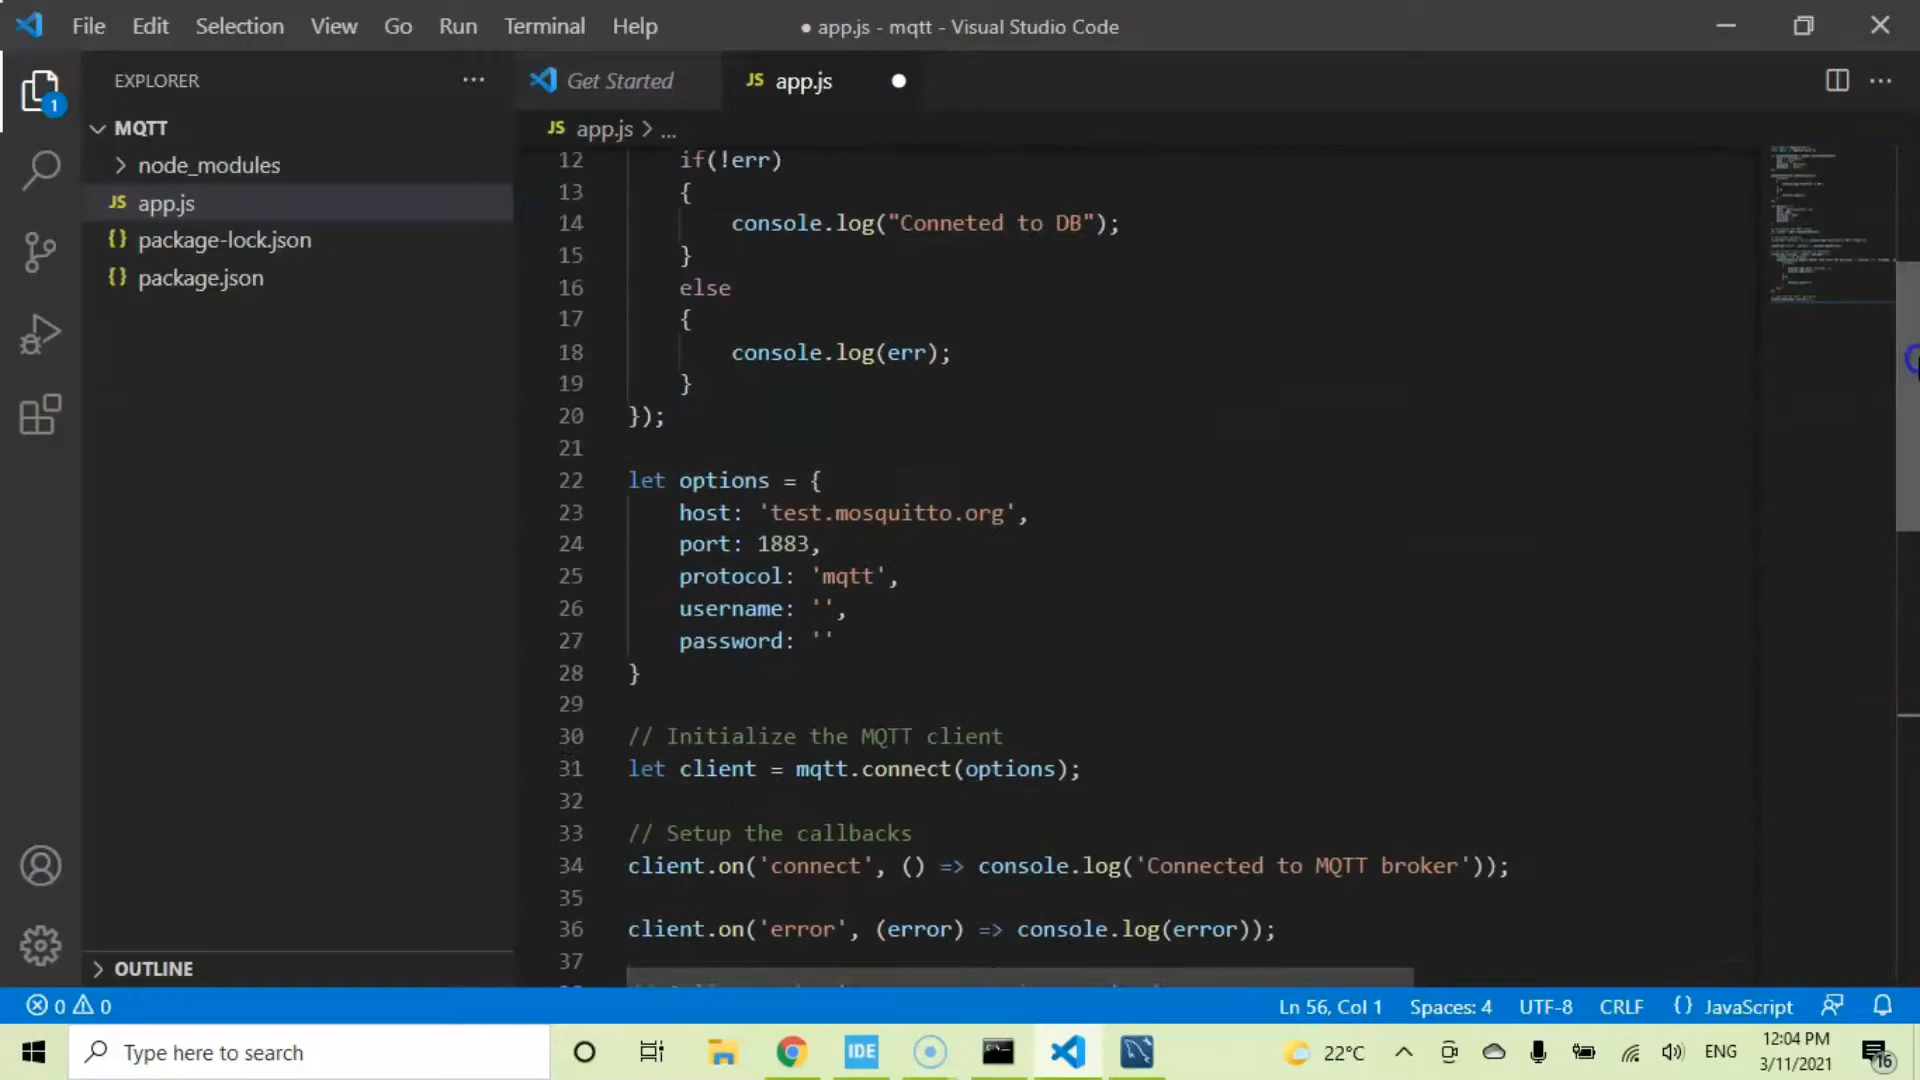 File Edit Selection View Go Run Terminal Help ● app.js - mqtt - Visual Studio Code
EXPLORER ···
Get Started
JS app.js
1
MQTT
JS app.js > ...
node_modules
JS app.js
{} package-lock.json
{} package.json
12 if(!err)
13 {
14 console.log("Conneted to DB");
15 }
16 else
17 {
18 console.log(err);
19 }
20 });
21
22 let options = {
23 host: 'test.mosquitto.org',
24 port: 1883,
25 protocol: 'mqtt',
26 username: '',
27 password: ''
28 }
29
30 // Initialize the MQTT client
31 let client = mqtt.connect(options);
32
33 // Setup the callbacks
34 client.on('connect', () => console.log('Connected to MQTT broker'));
35
36 client.on('error', (error) => console.log(error));
37
OUTLINE
0 0 Ln 56, Col 1 Spaces: 4 UTF-8 CRLF {} JavaScript
Type here to search
IDE
22°C
ENG
12:04 PM
3/11/2021
16